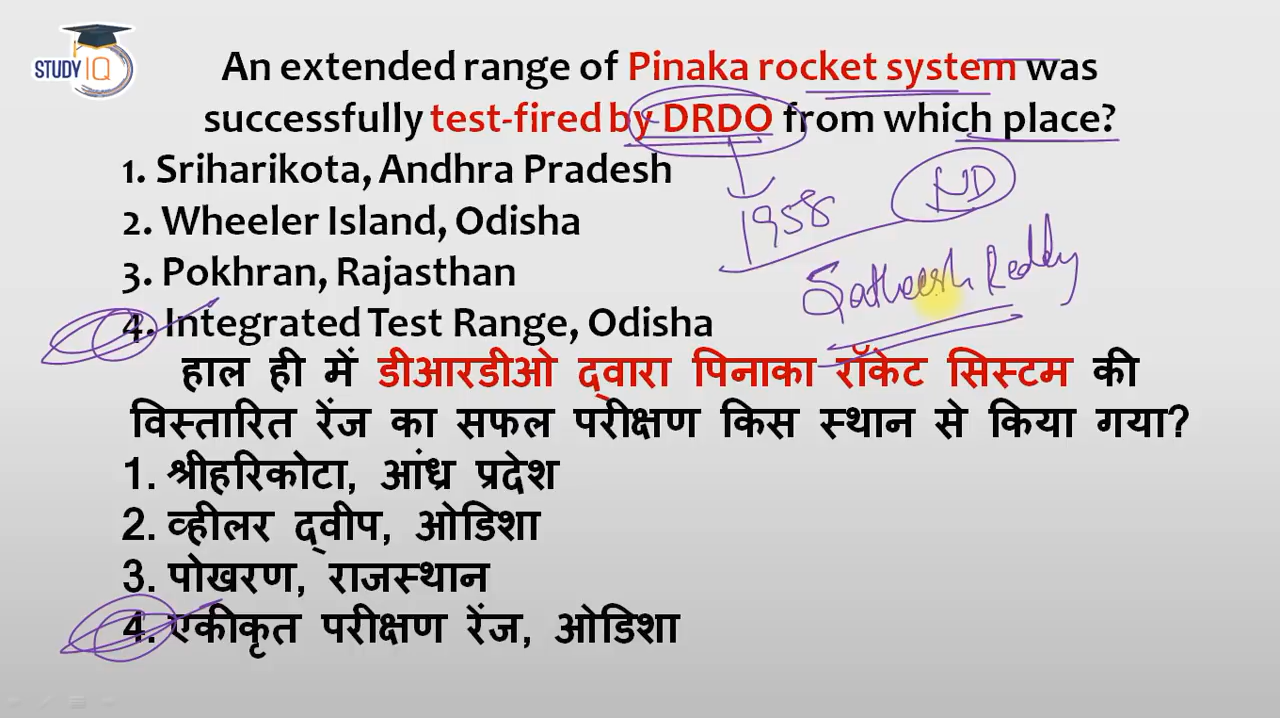 STUDY IQ
An extended range of Pinaka rocket system was
successfully test-fired by DRDO from which place?
1. Sriharikota, Andhra Pradesh
2. Wheeler Island, Odisha
3. Pokhran, Rajasthan
4. Integrated Test Range, Odisha
1958
ND
Satheesh Reddy
हाल ही में डीआरडीओ द्वारा पिनाका रॉकेट सिस्टम की
विस्तारित रेंज का सफल परीक्षण किस स्थान से किया गया?
1. श्रीहरिकोटा, आंध्र प्रदेश
2. व्हीलर द्वीप, ओडिशा
3. पोखरण, राजस्थान
4. एकीकृत परीक्षण रेंज, ओडिशा